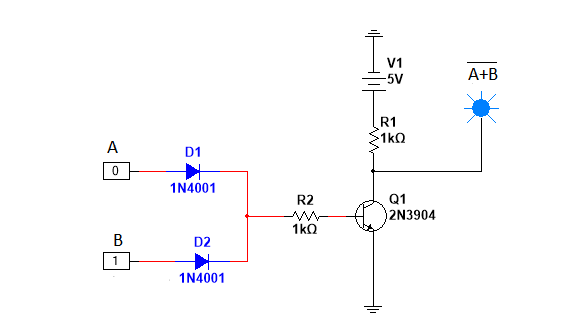 V1
5V
A+B
R1
1kΩ
A
D1
0
1N4001
R2
1kΩ
Q1
2N3904
B
D2
1
1N4001